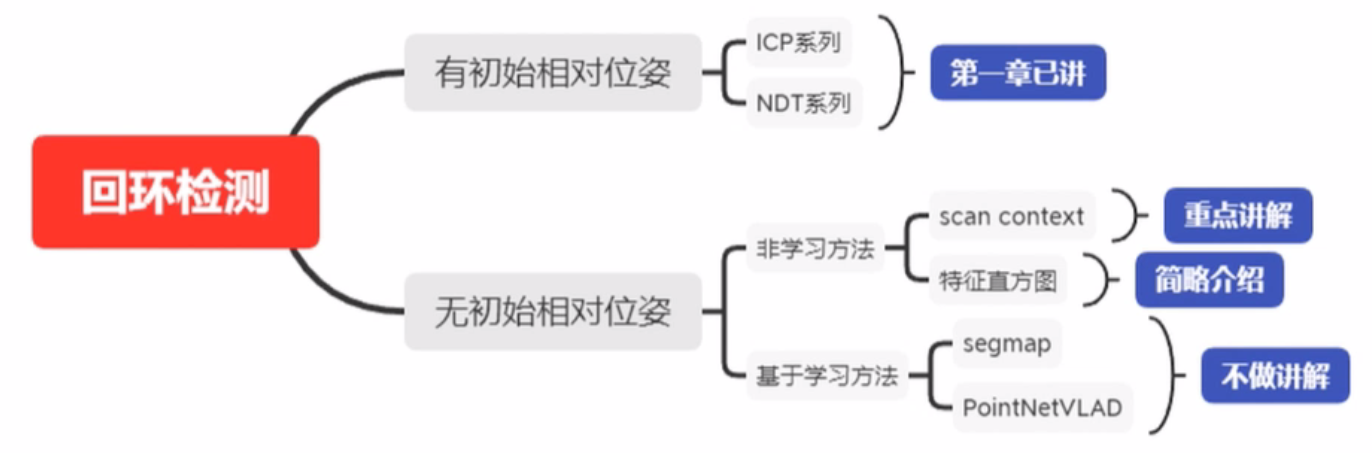 回环检测
有初始相对位姿
ICP系列
NDT系列
第一章已讲
无初始相对位姿
非学习方法
scan context
重点讲解
特征直方图
简略介绍
基于学习方法
segmap
PointNetVLAD
不做讲解